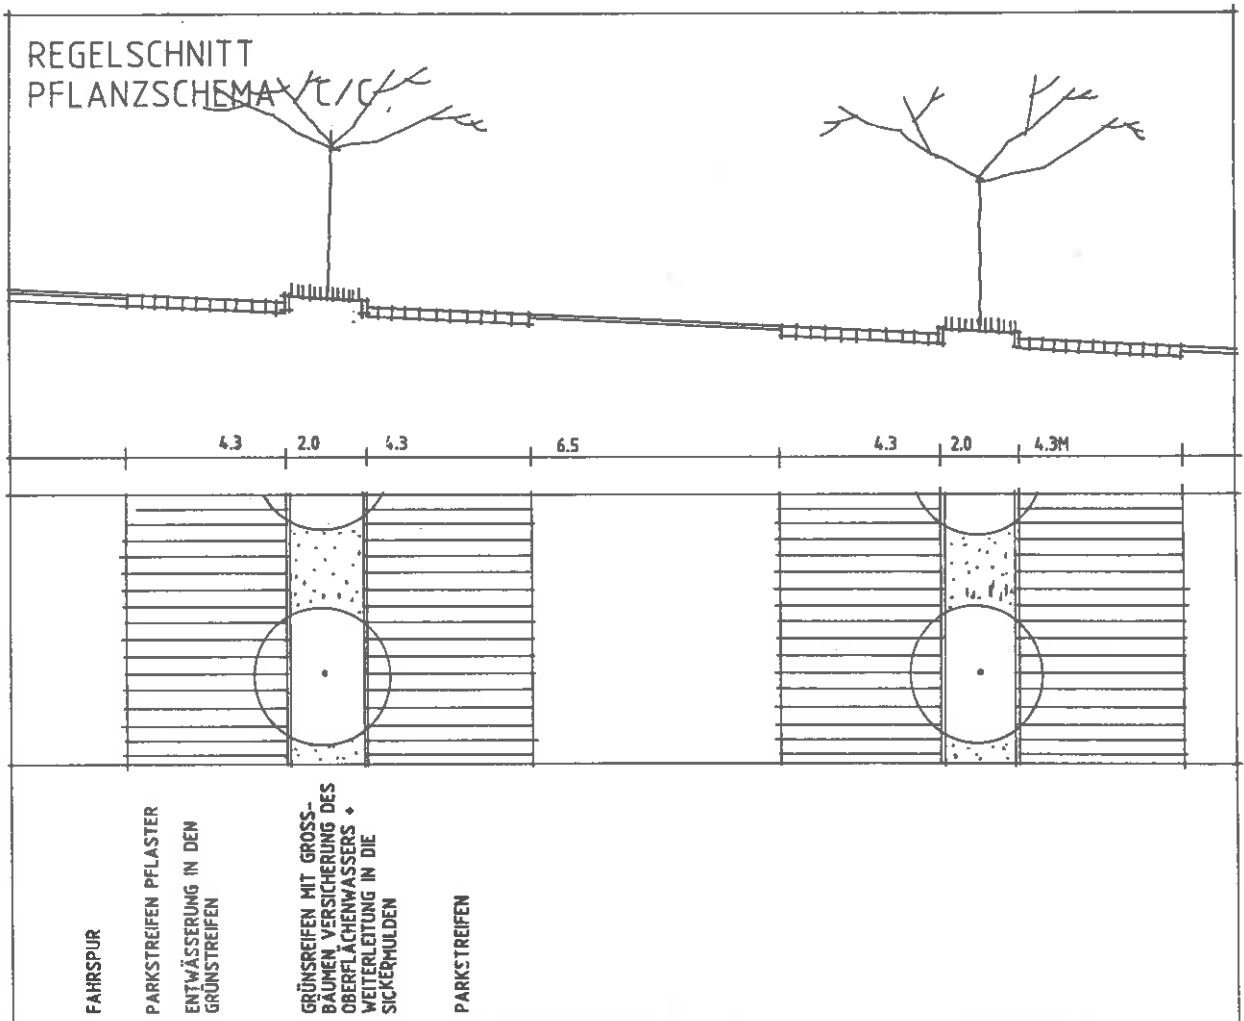 REGELSCHNITT
PFLANZSCHEMA C/C
4.3 2.0 4.3 6.5 4.3 2.0 4.3M
FAHRSPUR
PARKSTREIFEN PFLASTER
ENTWÄSSERUNG IN DEN
GRÜNSTREIFEN
GRÜNSREIFEN MIT GROSS-
BÄUMEN VERSICHERUNG DES
OBERFLÄCHENWASSERS +
WEITERLEITUNG IN DIE
SICKERMULDEN
PARKSTREIFEN